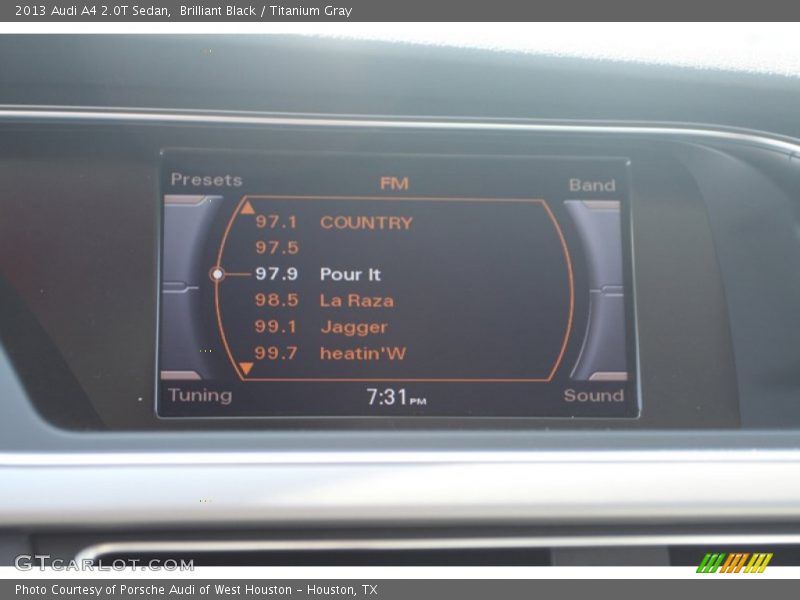 2013 Audi A4 2.0T Sedan,  Brilliant Black / Titanium Gray
Presets
FM
Band
97.1 COUNTRY
97.5
97.9 Pour It
98.5 La Raza
99.1 Jagger
99.7 heatin'W
Tuning
7:31PM
Sound
GTCARLOT.COM
Photo Courtesy of Porsche Audi of West Houston - Houston, TX